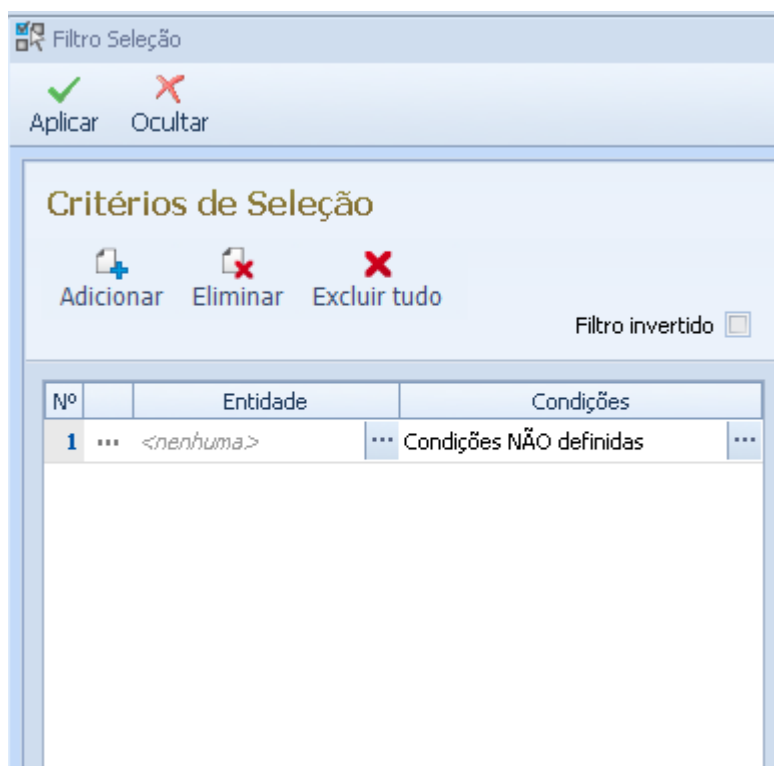 Filtro Seleção
Aplicar Ocultar
Critérios de Seleção
Adicionar Eliminar Excluir tudo
Filtro invertido
Nº Entidade Condições
1 ... <nenhuma> ... Condições NÃO definidas ...